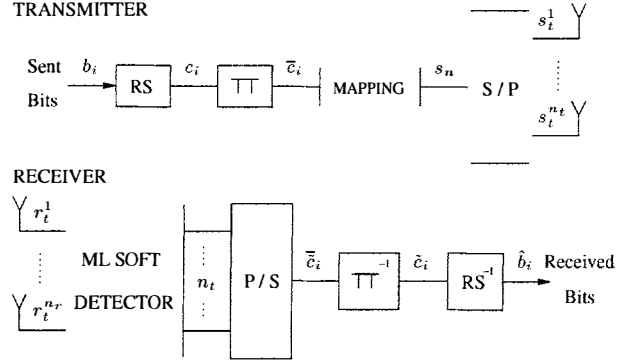 TRANSMITTER
Sent Bits
b_i
RS
c_i
∏
c̄_i
MAPPING
s_n
S / P
s_t^1
s_t^{n_t}
RECEIVER
r_t^1
r_t^{n_r}
ML SOFT
DETECTOR
n_t
P / S
c̃̄_i
∏^{-1}
c̃_i
RS^{-1}
b̂_i
Received
Bits